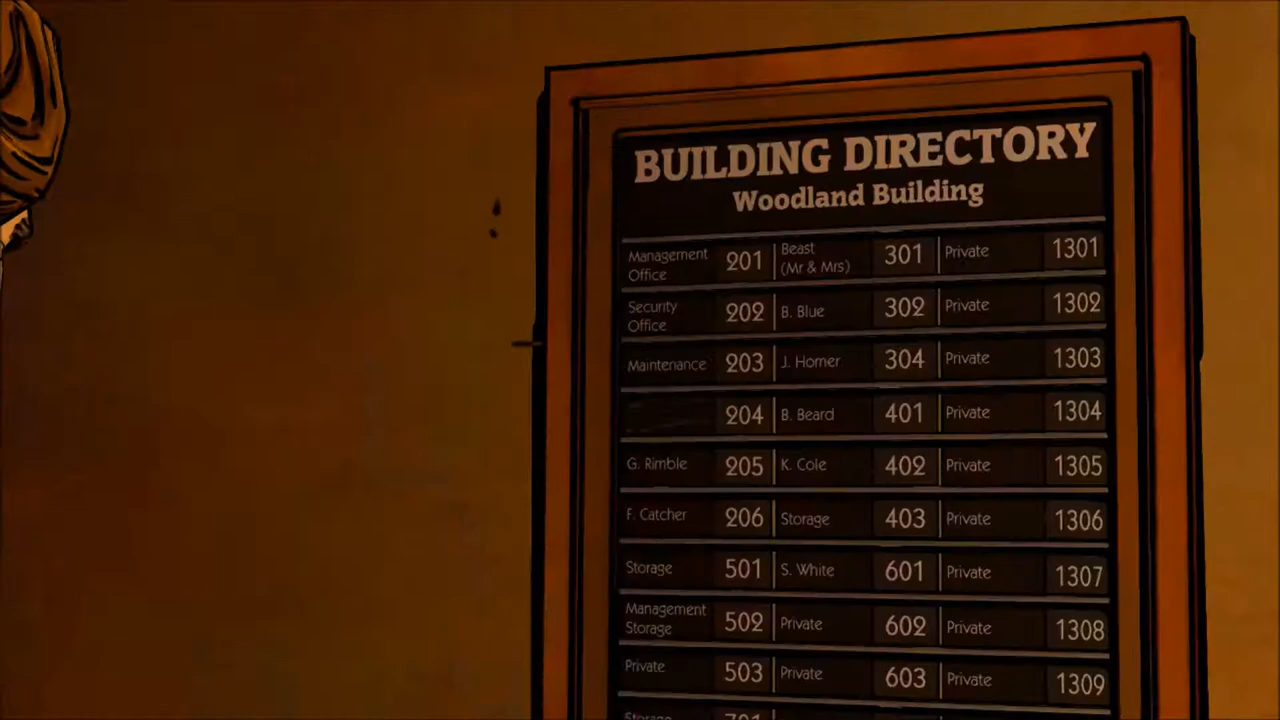 BUILDING DIRECTORY
Woodland Building
Management Office 201 Beast (Mr & Mrs) 301 Private 1301
Security Office 202 B. Blue 302 Private 1302
Maintenance 203 J. Horner 304 Private 1303
204 B. Beard 401 Private 1304
G. Rimble 205 K. Cole 402 Private 1305
F. Catcher 206 Storage 403 Private 1306
Storage 501 S. White 601 Private 1307
Management Storage 502 Private 602 Private 1308
Private 503 Private 603 Private 1309
Storage 701